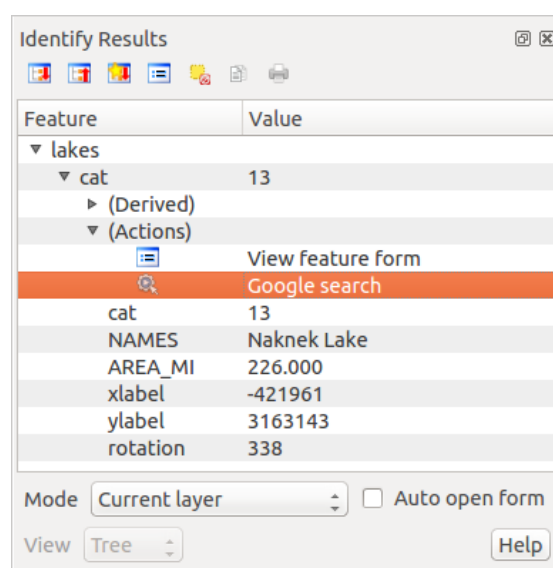 Identify Results
Feature Value
lakes
cat 13
(Derived)
(Actions)
View feature form
Google search
cat 13
NAMES Naknek Lake
AREA_MI 226.000
xlabel -421961
ylabel 3163143
rotation 338
Mode Current layer Auto open form
View Tree Help